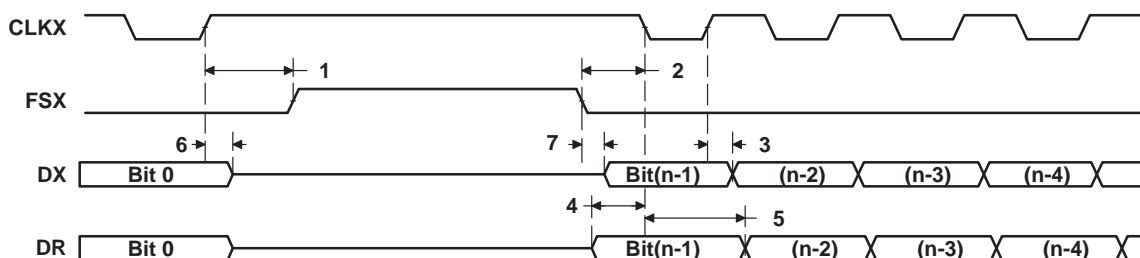 CLKX
1
2
FSX
6
7
3
DX
Bit 0
Bit(n-1)
(n-2)
(n-3)
(n-4)
4
5
DR
Bit 0
Bit(n-1)
(n-2)
(n-3)
(n-4)